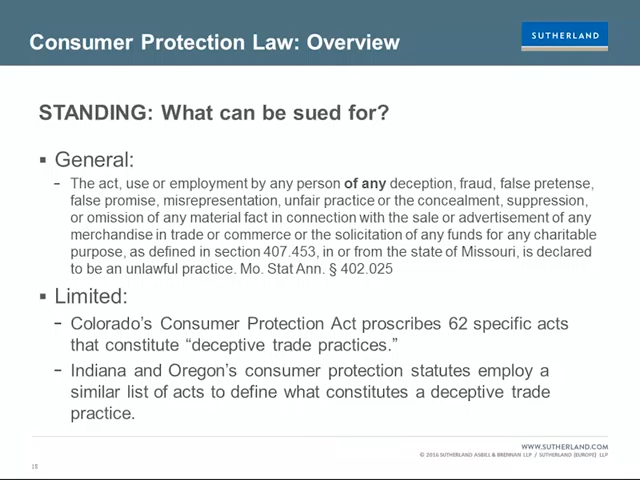 Consumer Protection Law: Overview
SUTHERLAND
STANDING: What can be sued for?
▪ General:
– The act, use or employment by any person of any deception, fraud, false pretense,
false promise, misrepresentation, unfair practice or the concealment, suppression,
or omission of any material fact in connection with the sale or advertisement of any
merchandise in trade or commerce or the solicitation of any funds for any charitable
purpose, as defined in section 407.453, in or from the state of Missouri, is declared
to be an unlawful practice. Mo. Stat Ann. § 402.025
▪ Limited:
– Colorado’s Consumer Protection Act proscribes 62 specific acts
that constitute “deceptive trade practices.”
– Indiana and Oregon’s consumer protection statutes employ a
similar list of acts to define what constitutes a deceptive trade
practice.
WWW.SUTHERLAND.COM
© 2016 SUTHERLAND ASBILL & BRENNAN LLP / SUTHERLAND (EUROPE) LLP
18